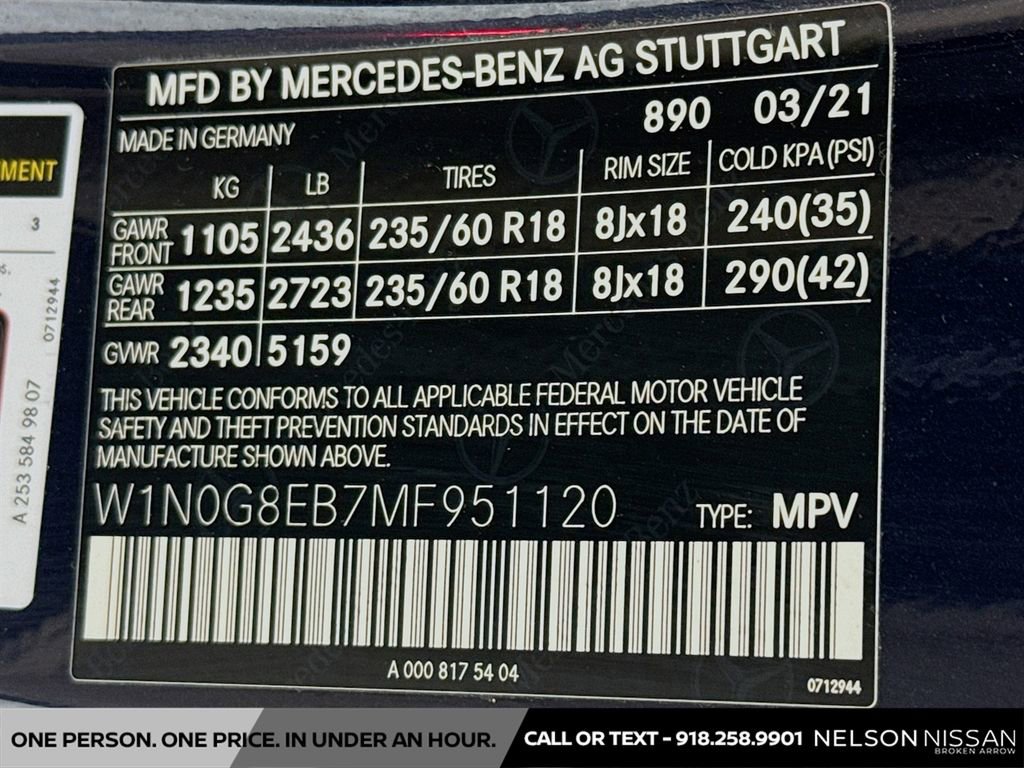 MFD BY MERCEDES-BENZ AG STUTTGART
MADE IN GERMANY 890 03/21
KG LB TIRES RIM SIZE COLD KPA (PSI)
GAWR FRONT 1105 2436 235/60 R18 8Jx18 240(35)
GAWR REAR 1235 2723 235/60 R18 8Jx18 290(42)
GVWR 2340 5159
THIS VEHICLE CONFORMS TO ALL APPLICABLE FEDERAL MOTOR VEHICLE
SAFETY AND THEFT PREVENTION STANDARDS IN EFFECT ON THE DATE OF
MANUFACTURE SHOWN ABOVE.
W1N0G8EB7MF951120 TYPE: MPV
A 000 817 54 04
0712944
MENT
3
0712944
A 253 584 98 07
ONE PERSON. ONE PRICE. IN UNDER AN HOUR.
CALL OR TEXT - 918.258.9901 NELSON NISSAN
BROKEN ARROW